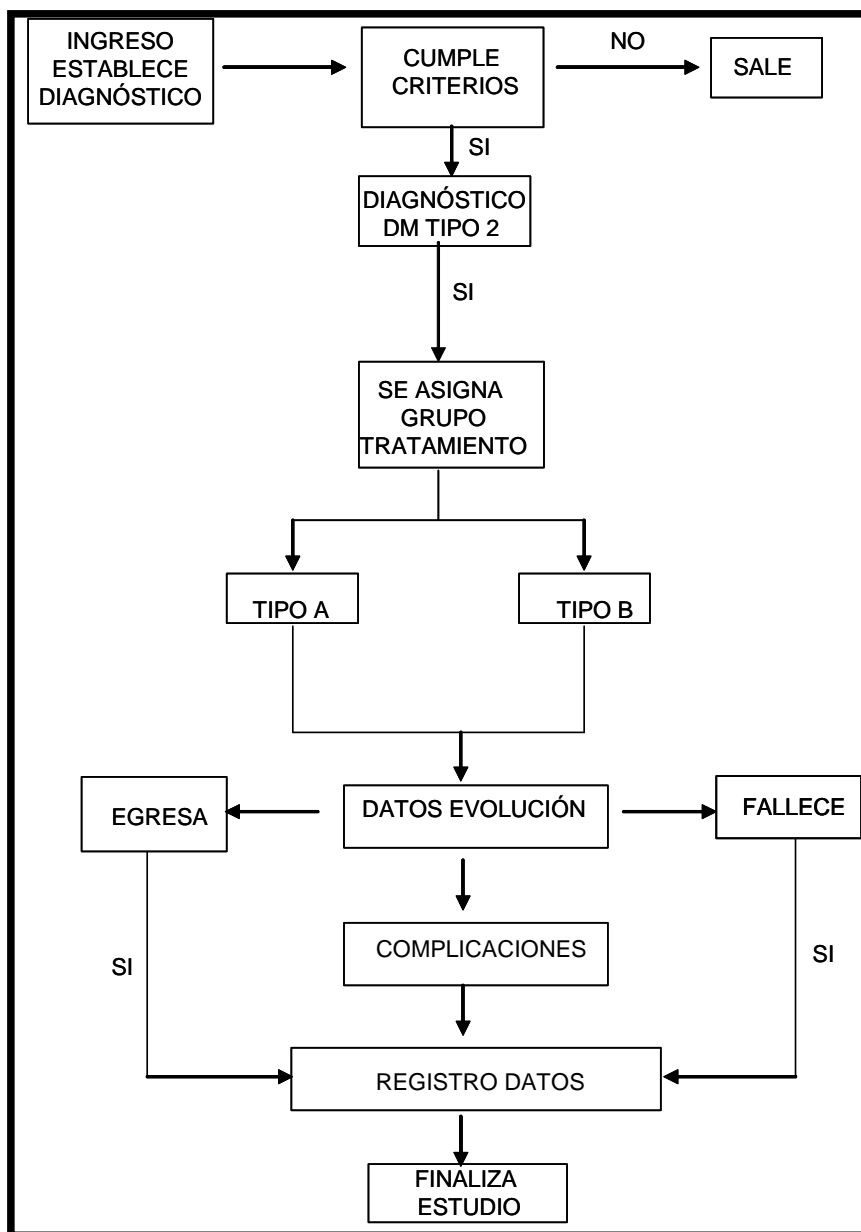 INGRESO
ESTABLECE
DIAGNÓSTICO
CUMPLE
CRITERIOS
NO
SALE
SI
DIAGNÓSTICO
DM TIPO 2
SI
SE ASIGNA
GRUPO
TRATAMIENTO
TIPO A
TIPO B
EGRESA
DATOS EVOLUCIÓN
FALLECE
COMPLICACIONES
SI
SI
REGISTRO DATOS
FINALIZA
ESTUDIO